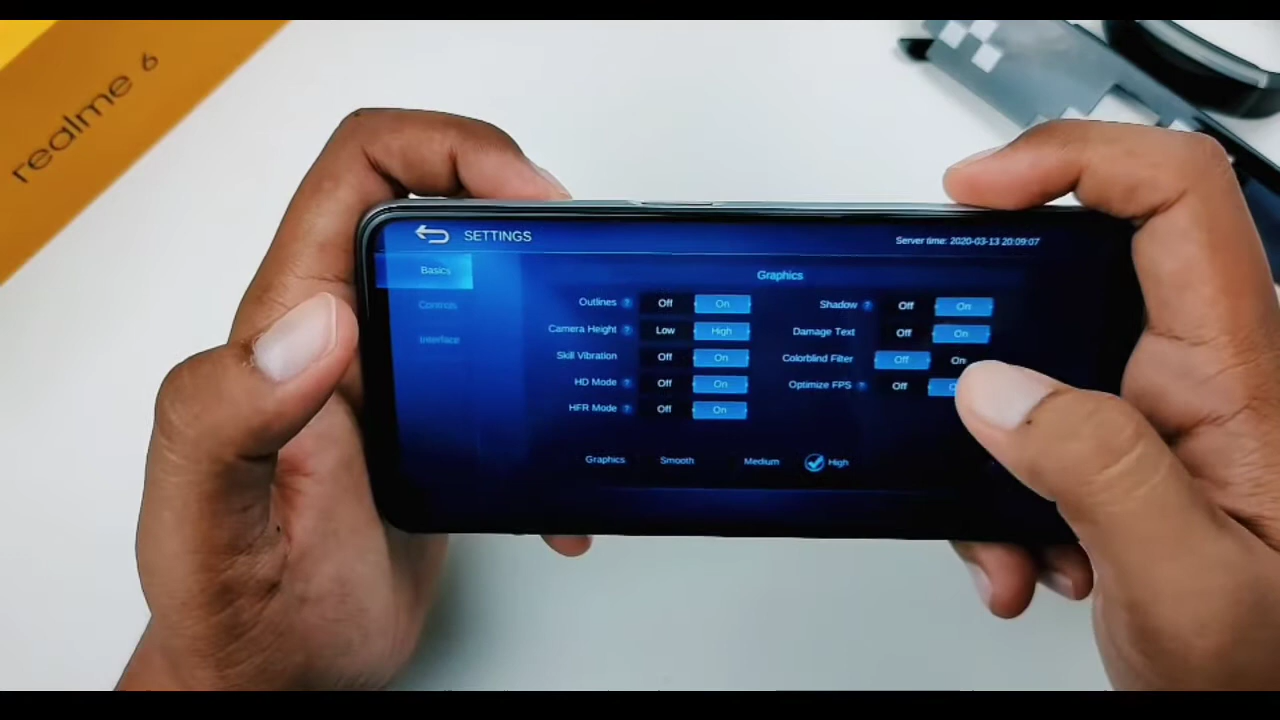 realme 6
SETTINGS
Server time: 2020-03-13 20:09:07
Basics
Controls
Interface
Graphics
Outlines ? Off On
Camera Height ? Low High
Skill Vibration Off On
HD Mode ? Off On
HFR Mode ? Off On
Shadow ? Off On
Damage Text Off On
Colorblind Filter Off On
Optimize FPS ? Off
Graphics Smooth Medium High